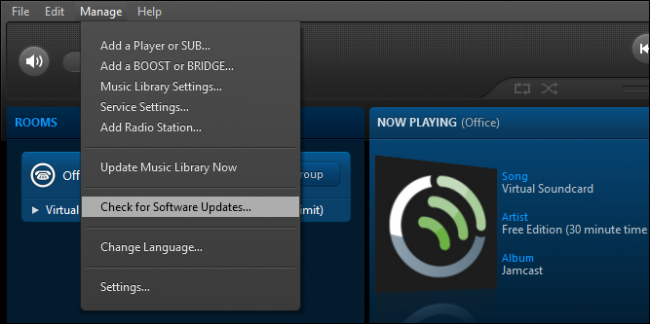 File Edit Manage Help
Add a Player or SUB...
Add a BOOST or BRIDGE...
Music Library Settings...
Service Settings...
Add Radio Station...
Update Music Library Now
Check for Software Updates...
Change Language...
Settings...
ROOMS
Offi
roup
Virtual
imit)
NOW PLAYING (Office)
Song
Virtual Soundcard
Artist
Free Edition (30 minute time
Album
Jamcast